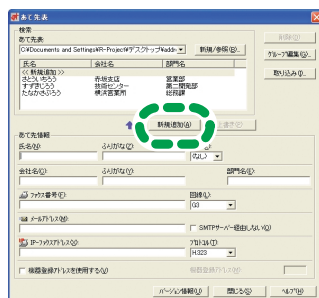 あて先表
検索
あて先表:
C:¥Documents and Settings¥R-Project¥デスクトップ¥addr
新規/参照(B)...
削除(D)
グループ編集(G)...
取り込み(I)...
氏名 会社名 部門名
<<新規追加>>
さとういちろう 赤坂支店 営業部
すずきじろう 技術センター 第二開発部
たなかさぶろう 横浜営業所 総務課
新規追加(A)
あて先情報
氏名(N):
ふりがな(Z):
(なし)
会社名(C):
ふりがな(Y):
部門名(E):
ファクス番号(F):
回線(L):
G3
メールアドレス(M):
SMTPサーバー経由しない(O)
IP-ファクスアドレス(X):
プロトコル(T)
H.323
機器登録アドレスを使用する(V)
機器登録アドレス(K):
バージョン情報(U)
閉じる(S)
ヘルプ(H)